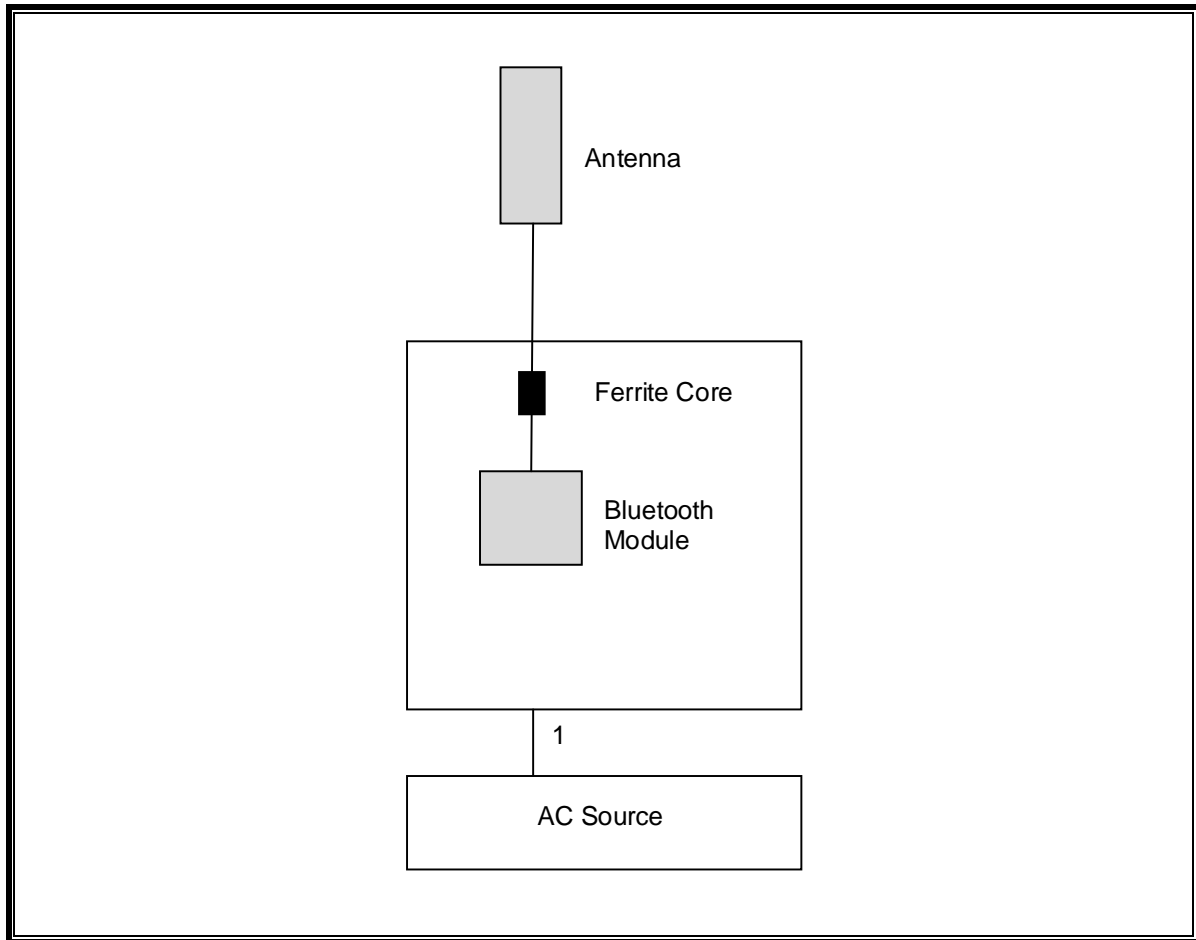 Antenna
Ferrite Core
Bluetooth
Module
1
AC Source